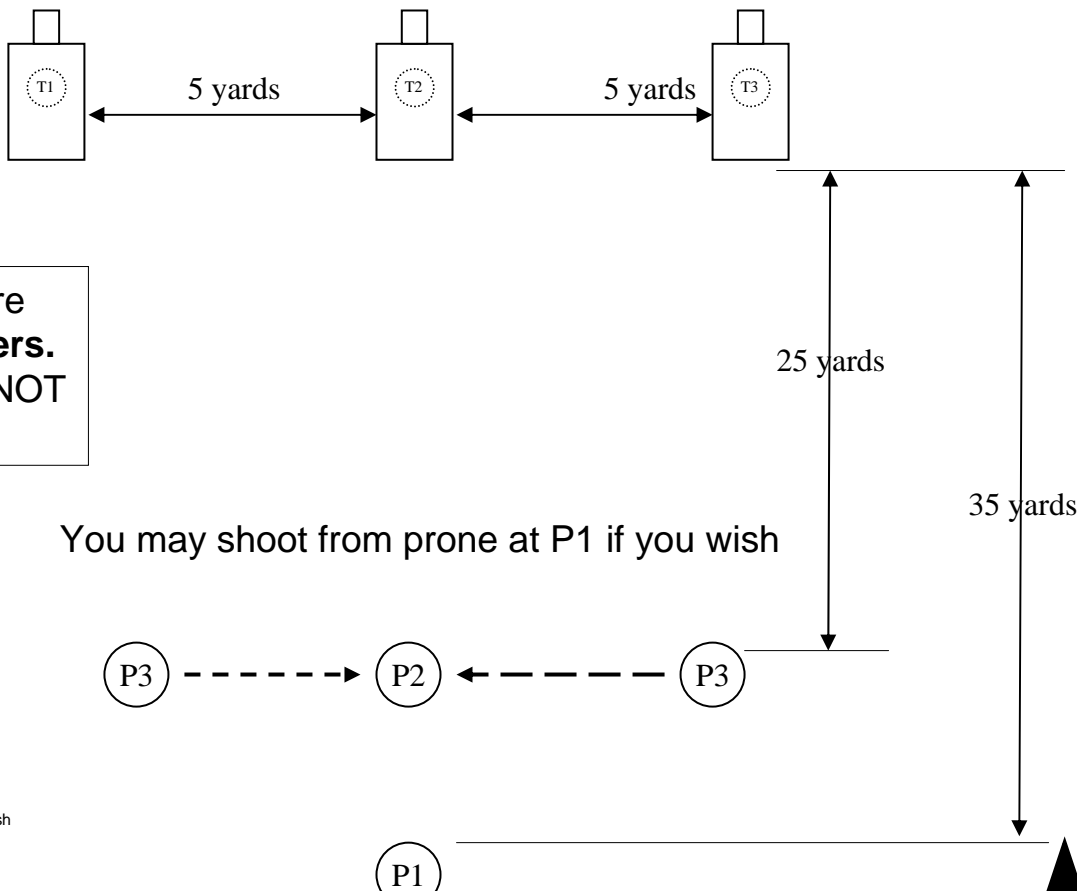 T1
T2
T3
5 yards
5 yards
re
ers.
NOT
25 yards
35 yards
You may shoot from prone at P1 if you wish
P3
P2
P3
sh
P1